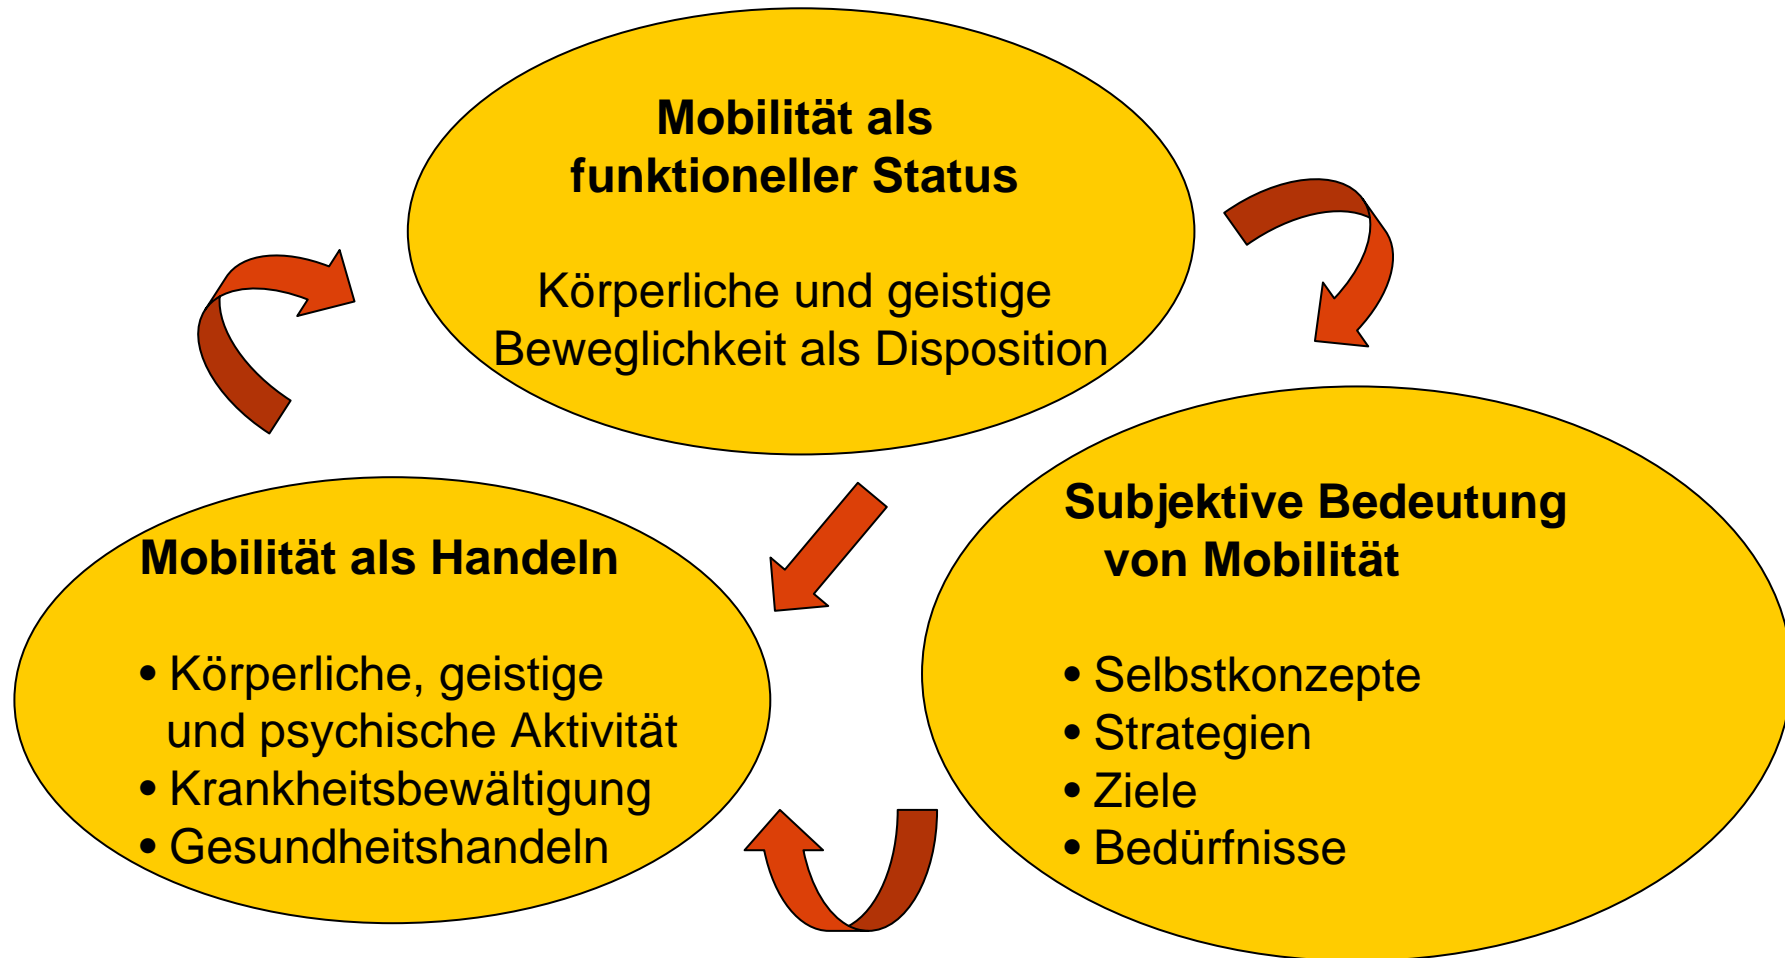 Mobilität als
funktioneller Status
Körperliche und geistige
Beweglichkeit als Disposition
Mobilität als Handeln
• Körperliche, geistige
und psychische Aktivität
• Krankheitsbewältigung
• Gesundheitshandeln
Subjektive Bedeutung
von Mobilität
• Selbstkonzepte
• Strategien
• Ziele
• Bedürfnisse